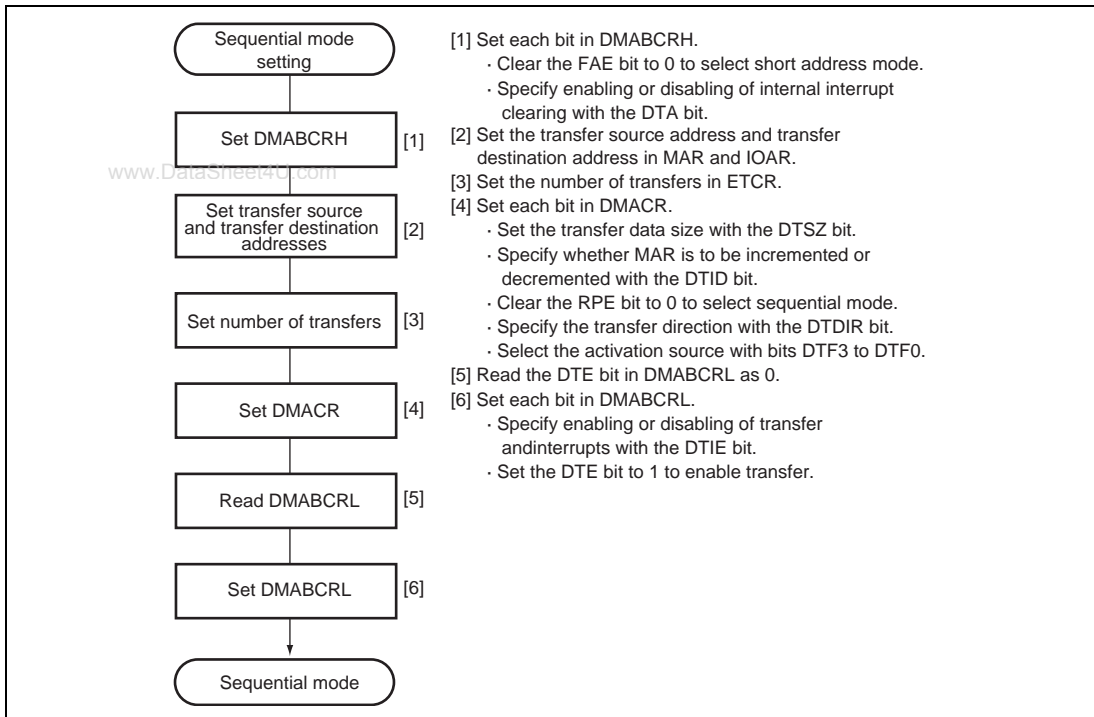 Sequential mode
setting
Set DMABCRH [1]
www.DataSheet4U.com
Set transfer source
and transfer destination
addresses
[2]
Set number of transfers [3]
Set DMACR [4]
Read DMABCRL [5]
Set DMABCRL [6]
Sequential mode
[1] Set each bit in DMABCRH.
· Clear the FAE bit to 0 to select short address mode.
· Specify enabling or disabling of internal interrupt
clearing with the DTA bit.
[2] Set the transfer source address and transfer
destination address in MAR and IOAR.
[3] Set the number of transfers in ETCR.
[4] Set each bit in DMACR.
· Set the transfer data size with the DTSZ bit.
· Specify whether MAR is to be incremented or
decremented with the DTID bit.
· Clear the RPE bit to 0 to select sequential mode.
· Specify the transfer direction with the DTDIR bit.
· Select the activation source with bits DTF3 to DTF0.
[5] Read the DTE bit in DMABCRL as 0.
[6] Set each bit in DMABCRL.
· Specify enabling or disabling of transfer
andinterrupts with the DTIE bit.
· Set the DTE bit to 1 to enable transfer.